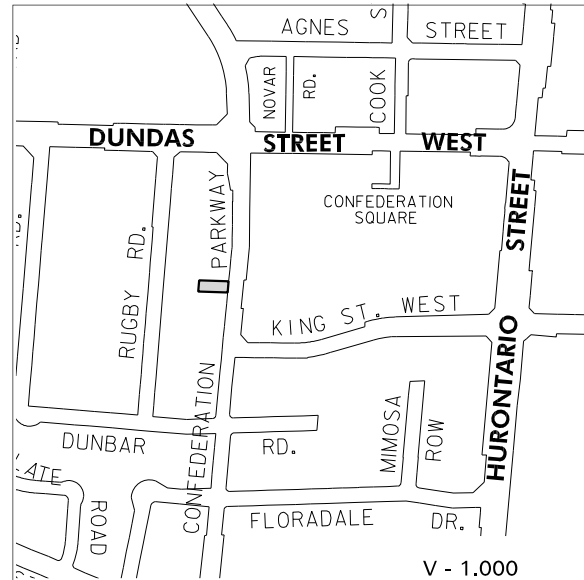 AGNES STREET
S
NOVAR
RD.
COOK
DUNDAS STREET WEST
CONFEDERATION
SQUARE
STREET
HURONTARIO
PARKWAY
CONFEDERATION
RUGBY RD.
RD.
KING ST. WEST
MIMOSA
ROW
DUNBAR
RD.
ROAD
FLORADALE DR.
V - 1.000